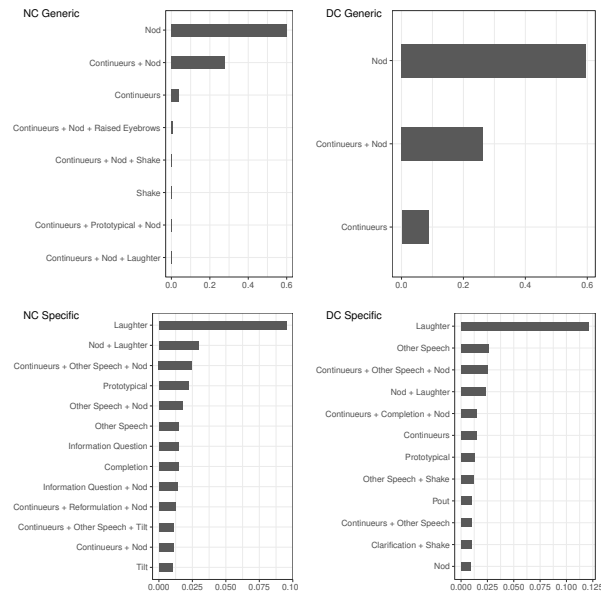 NC Generic
Nod
Continueurs + Nod
Continueurs
Continueurs + Nod + Raised Eyebrows
Continueurs + Nod + Shake
Shake
Continueurs + Prototypical + Nod
Continueurs + Nod + Laughter
0.0 0.2 0.4 0.6
DC Generic
Nod
Continueurs + Nod
Continueurs
0.0 0.2 0.4 0.6
NC Specific
Laughter
Nod + Laughter
Continueurs + Other Speech + Nod
Prototypical
Other Speech + Nod
Other Speech
Information Question
Completion
Information Question + Nod
Continueurs + Reformulation + Nod
Continueurs + Other Speech + Tilt
Continueurs + Nod
Tilt
0.000 0.025 0.050 0.075 0.10
DC Specific
Laughter
Other Speech
Continueurs + Other Speech + Nod
Nod + Laughter
Continueurs + Completion + Nod
Continueurs
Prototypical
Other Speech + Shake
Pout
Continueurs + Other Speech
Clarification + Shake
Nod
0.000 0.025 0.050 0.075 0.100 0.125